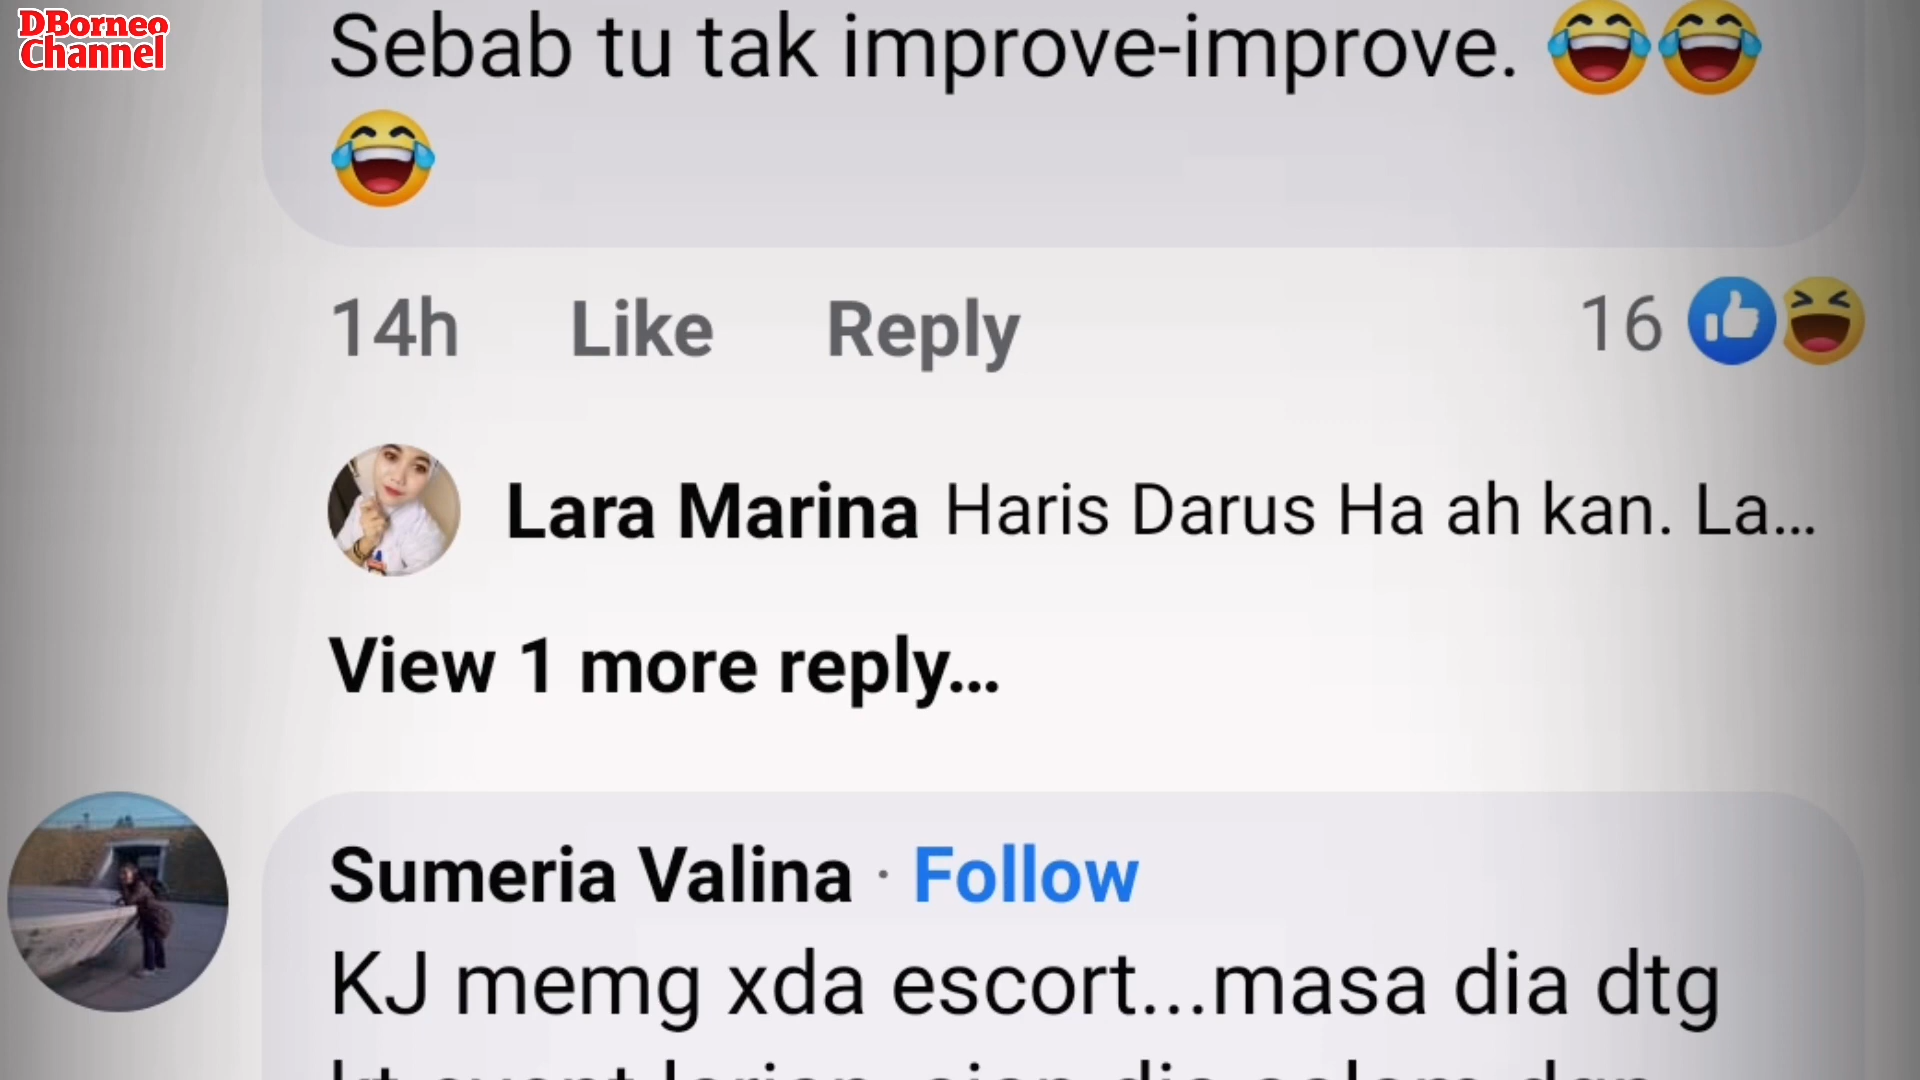 DBorneo
Channel
Sebab tu tak improve-improve. 😂😂
😂
14h Like Reply 16
Lara Marina Haris Darus Ha ah kan. La...
View 1 more reply...
Sumeria Valina · Follow
KJ memg xda escort...masa dia dtg